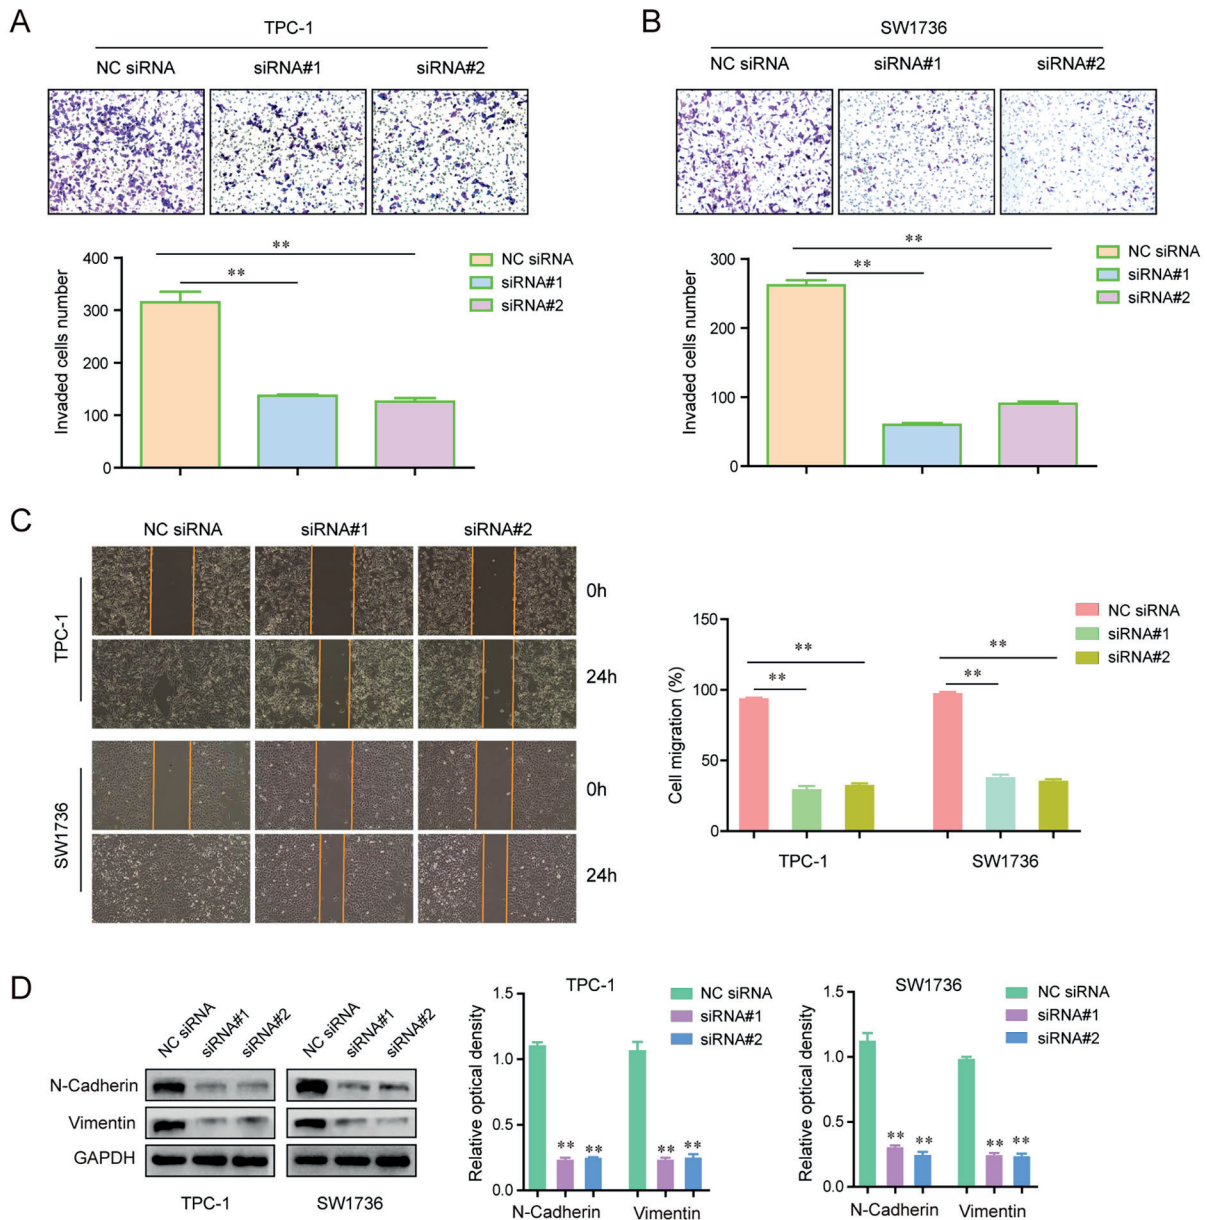 A
TPC-1
NC siRNA siRNA#1 siRNA#2
Invaded cells number
400
300
200
100
0
**
**
NC siRNA
siRNA#1
siRNA#2
B
SW1736
NC siRNA siRNA#1 siRNA#2
Invaded cells number
300
200
100
0
**
**
NC siRNA
siRNA#1
siRNA#2
C
NC siRNA siRNA#1 siRNA#2
TPC-1
0h
24h
SW1736
0h
24h
Cell migration (%)
150
100
50
0
**
**
**
**
NC siRNA
siRNA#1
siRNA#2
TPC-1 SW1736
D
NC siRNA siRNA#1 siRNA#2 NC siRNA siRNA#1 siRNA#2
N-Cadherin
Vimentin
GAPDH
TPC-1 SW1736
TPC-1
Relative optical density
1.5
1.0
0.5
0.0
** ** ** **
NC siRNA
siRNA#1
siRNA#2
N-Cadherin Vimentin
SW1736
Relative optical density
1.5
1.0
0.5
0.0
** ** ** **
NC siRNA
siRNA#1
siRNA#2
N-Cadherin Vimentin